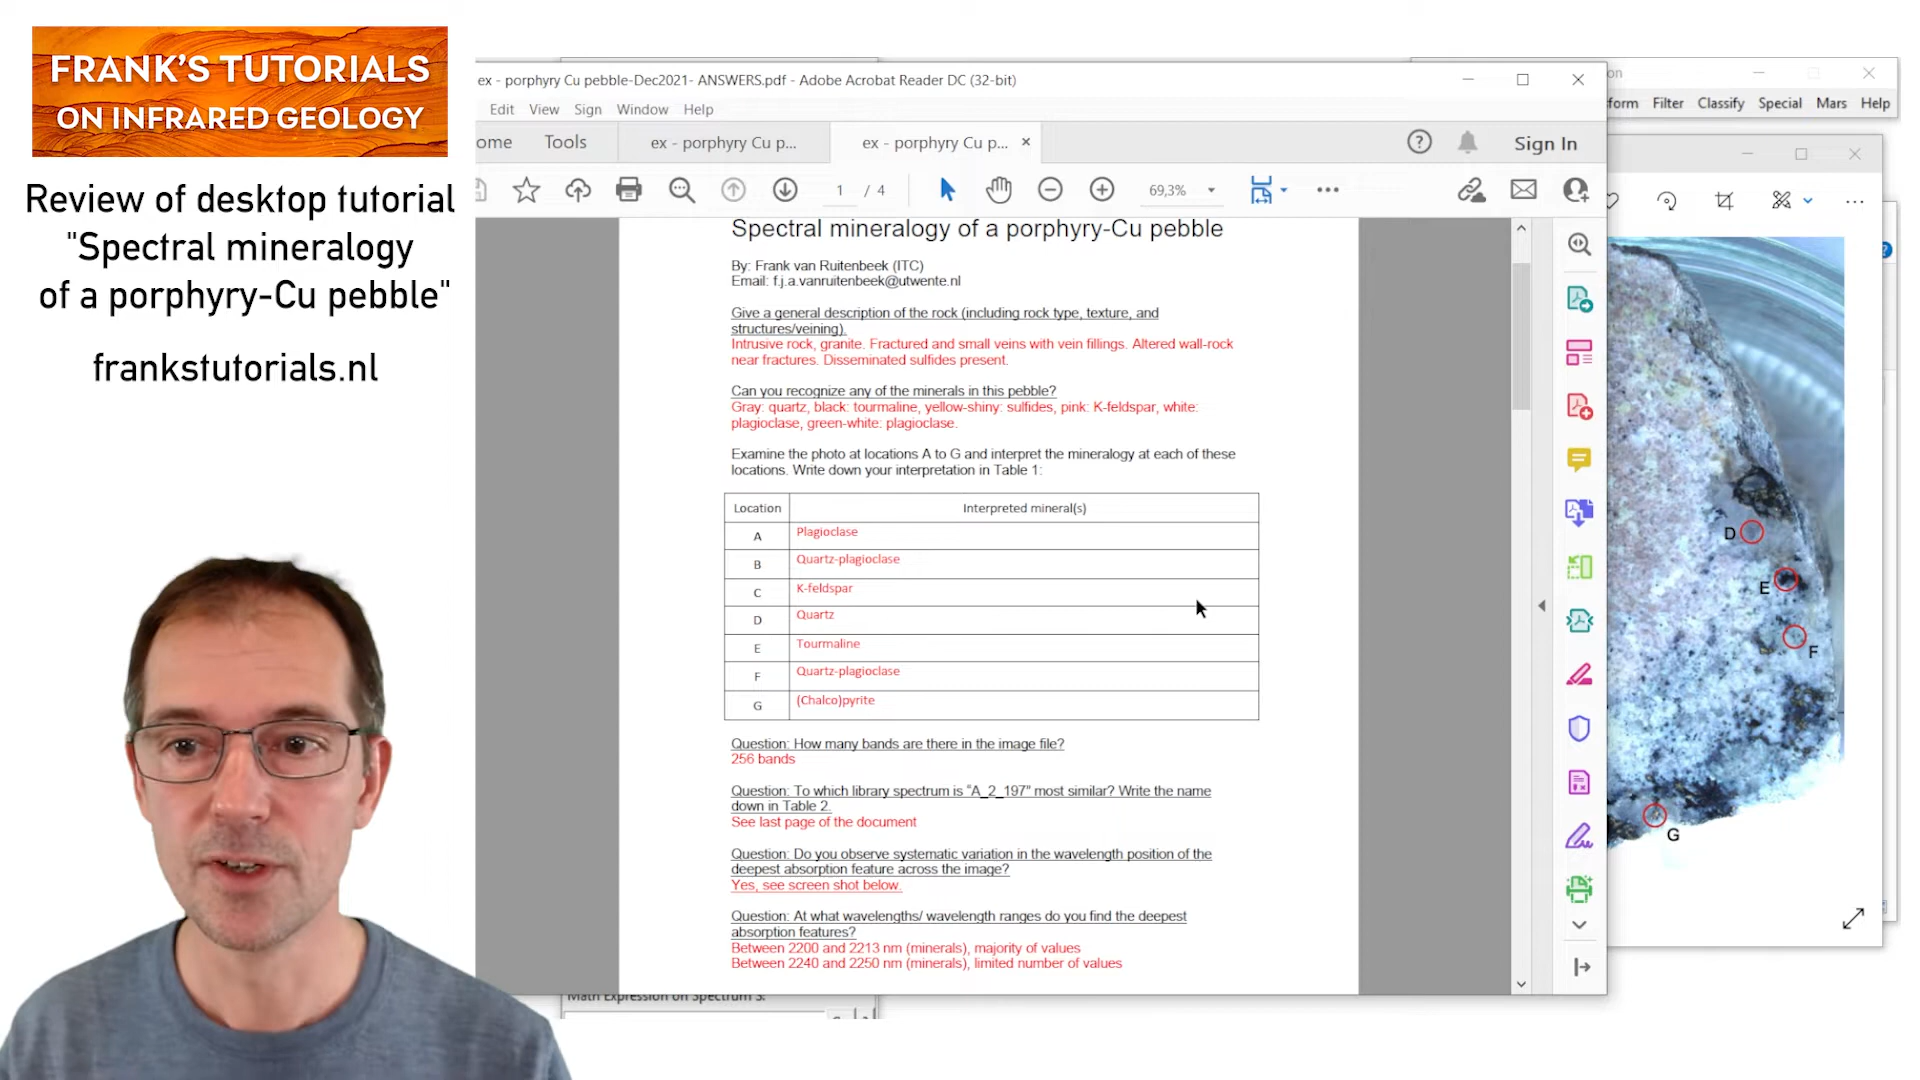 FRANK'S TUTORIALS
ON INFRARED GEOLOGY
Review of desktop tutorial
"Spectral mineralogy
of a porphyry-Cu pebble"
frankstutorials.nl
ex - porphyry Cu pebble-Dec2021- ANSWERS.pdf - Adobe Acrobat Reader DC (32-bit)
Edit View Sign Window Help
ome Tools ex - porphyry Cu p... ex - porphyry Cu p... Sign In
1 / 4 69,3%
Spectral mineralogy of a porphyry-Cu pebble
By: Frank van Ruitenbeek (ITC)
Email: f.j.a.vanruitenbeek@utwente.nl
Give a general description of the rock (including rock type, texture, and
structures/veining).
Intrusive rock, granite. Fractured and small veins with vein fillings. Altered wall-rock
near fractures. Disseminated sulfides present.
Can you recognize any of the minerals in this pebble?
Gray: quartz, black: tourmaline, yellow-shiny: sulfides, pink: K-feldspar, white:
plagioclase, green-white: plagioclase.
Examine the photo at locations A to G and interpret the mineralogy at each of these
locations. Write down your interpretation in Table 1:
Location Interpreted mineral(s)
A Plagioclase
B Quartz-plagioclase
C K-feldspar
D Quartz
E Tourmaline
F Quartz-plagioclase
G (Chalco)pyrite
Question: How many bands are there in the image file?
256 bands
Question: To which library spectrum is "A_2_197" most similar? Write the name
down in Table 2.
See last page of the document
Question: Do you observe systematic variation in the wavelength position of the
deepest absorption feature across the image?
Yes, see screen shot below.
Question: At what wavelengths/ wavelength ranges do you find the deepest
absorption features?
Between 2200 and 2213 nm (minerals), majority of values
Between 2240 and 2250 nm (minerals), limited number of values
Math Expression on Spectrum S:
on
form Filter Classify Special Mars Help
D
E
F
G